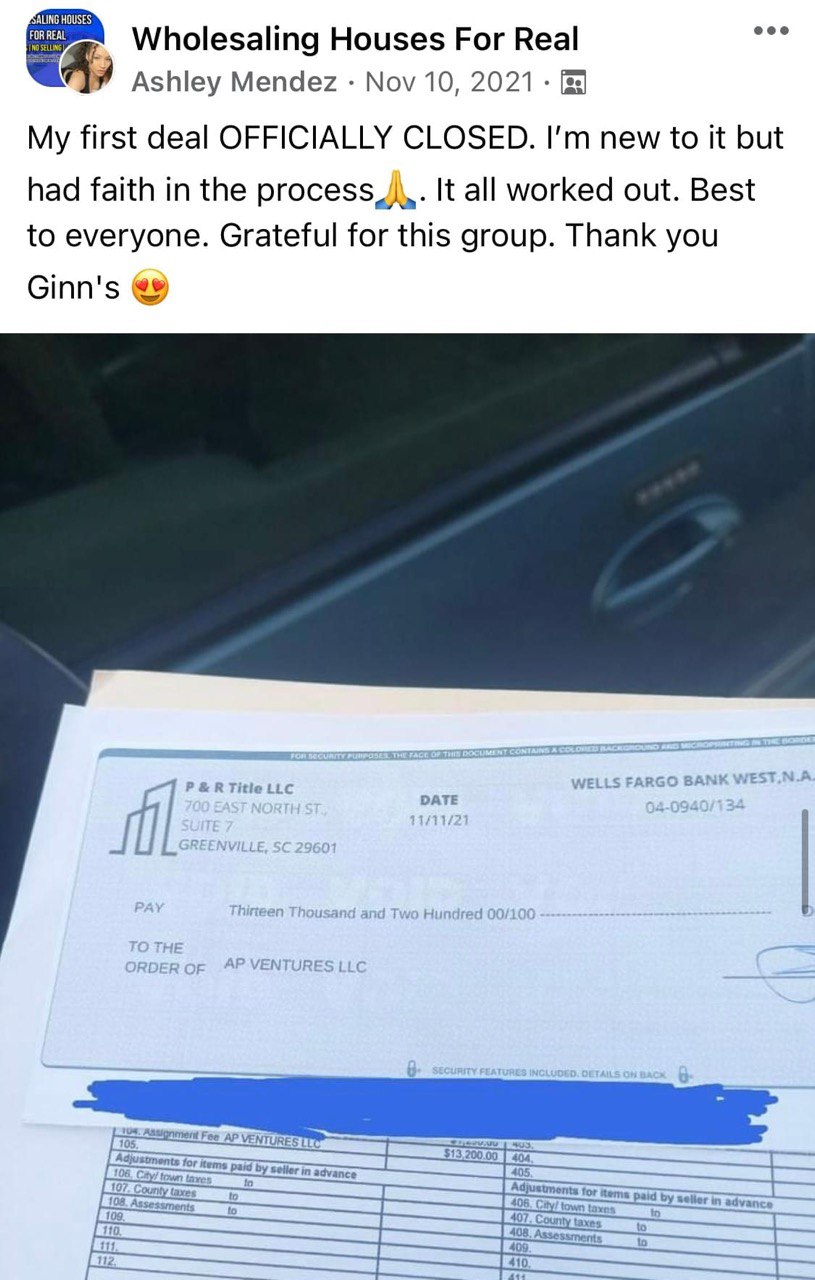 SALING HOUSES
FOR REAL
NO SELLING
Wholesaling Houses For Real
Ashley Mendez · Nov 10, 2021 ·
My first deal OFFICIALLY CLOSED. I'm new to it but
had faith in the process🙏. It all worked out. Best
to everyone. Grateful for this group. Thank you
Ginn's 😍
FOR SECURITY PURPOSES, THE FACE OF THIS DOCUMENT CONTAINS A COLORED BACKGROUND AND MICROPRINTING IN THE BORDER
P & R Title LLC
700 EAST NORTH ST.,
SUITE 7
GREENVILLE, SC 29601
DATE
11/11/21
WELLS FARGO BANK WEST,N.A.
04-0940/134
PAY Thirteen Thousand and Two Hundred 00/100
TO THE
ORDER OF AP VENTURES LLC
SECURITY FEATURES INCLUDED. DETAILS ON BACK
104. Assignment Fee AP VENTURES LLC
$13,200.00
105.
Adjustments for items paid by seller in advance
106. City/ town taxes to
107. County taxes to
108. Assessments to
109.
110.
111.
112.
403.
404.
405.
Adjustments for items paid by seller in advance
406. City/ town taxes to
407. County taxes to
408. Assessments to
409.
410.
411.